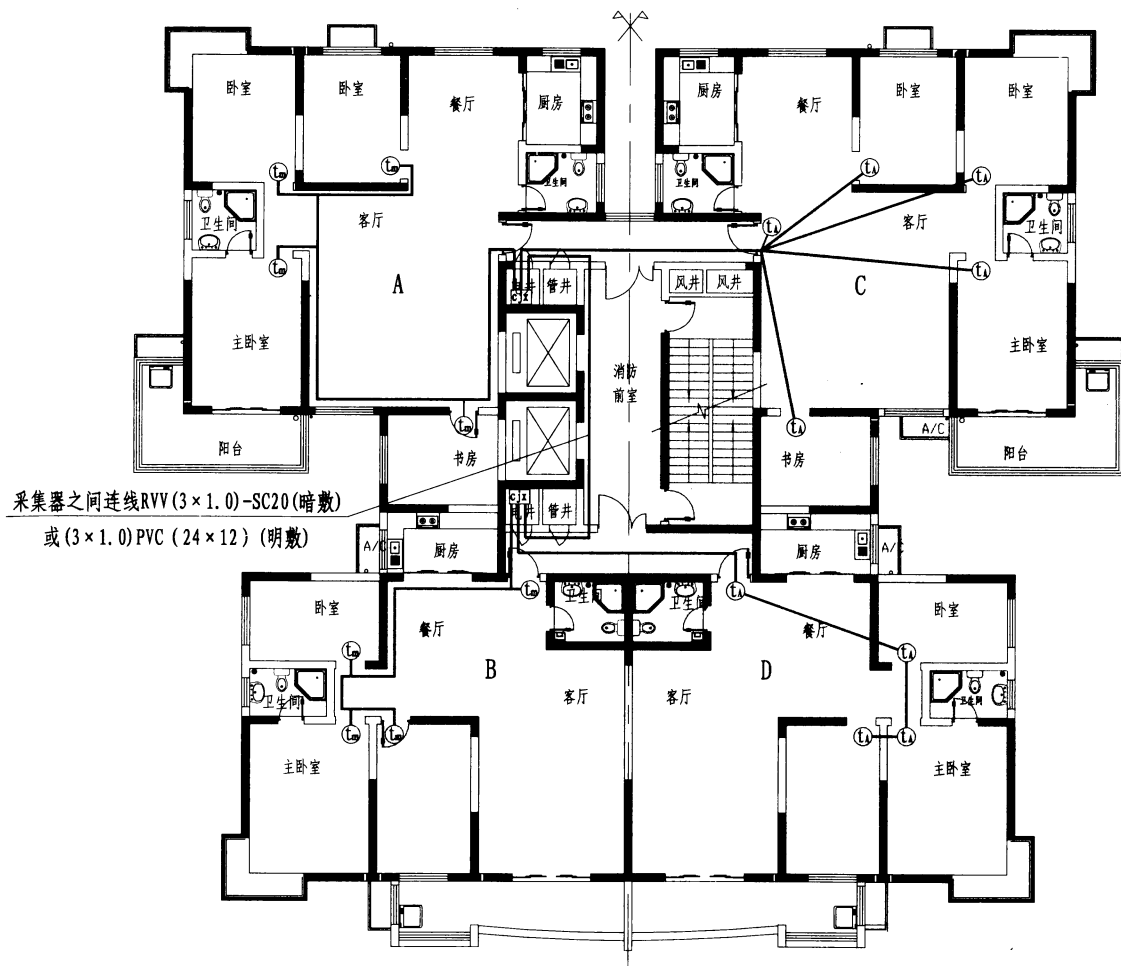 卧室
卧室
餐厅
厨房
厨房
餐厅
卧室
卧室
卫生间
卫生间
卫生间
客厅
客厅
卫生间
A
管井
风井
风井
C
主卧室
消防
前室
主卧室
阳台
书房
书房
A/C
阳台
采集器之间连线RVV(3×1.0)-SC20(暗敷)
或(3×1.0)PVC(24×12)(明敷)
管井
A/C
厨房
厨房
A/C
卧室
卫生间
卫生间
卧室
餐厅
餐厅
B
D
卫生间
客厅
客厅
卫生间
主卧室
主卧室